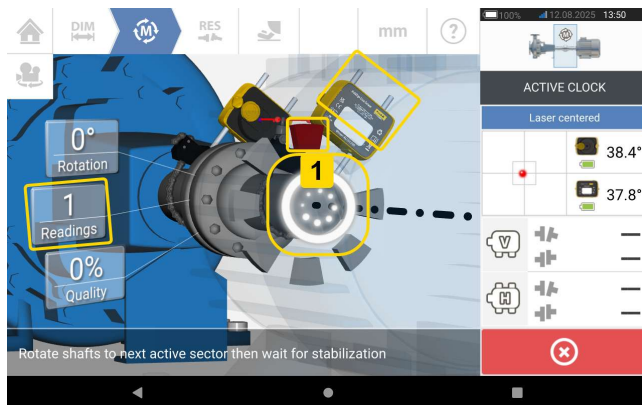 100% 12.08.2025 13:50
DIM
M
RES
mm
?
M
ACTIVE CLOCK
Laser centered
0°
Rotation
1
1
Readings
0%
Quality
38.4°
37.8°
V
H
Rotate shafts to next active sector then wait for stabilization